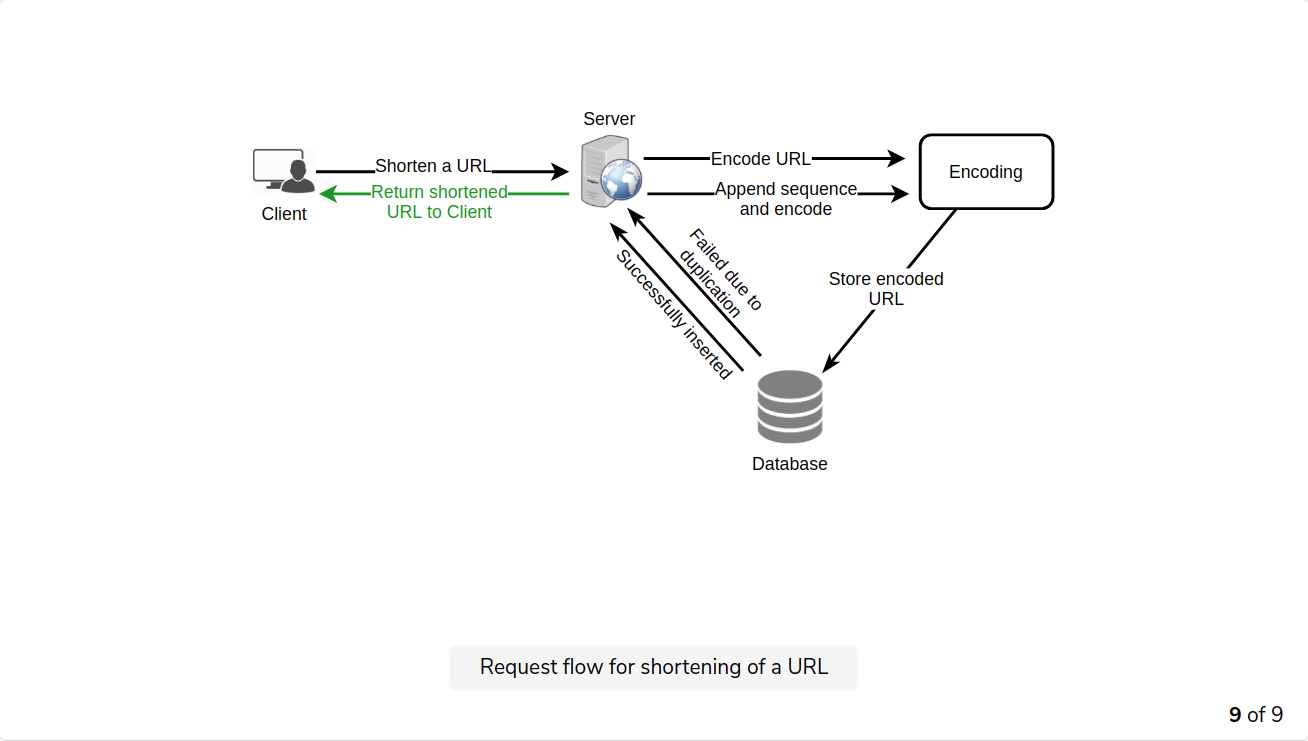 Server
Shorten a URL
Encode URL
Return shortened
URL to Client
Append sequence
and encode
Encoding
Client
Failed due to
duplication
Successfully inserted
Store encoded
URL
Database
Request flow for shortening of a URL
9 of 9